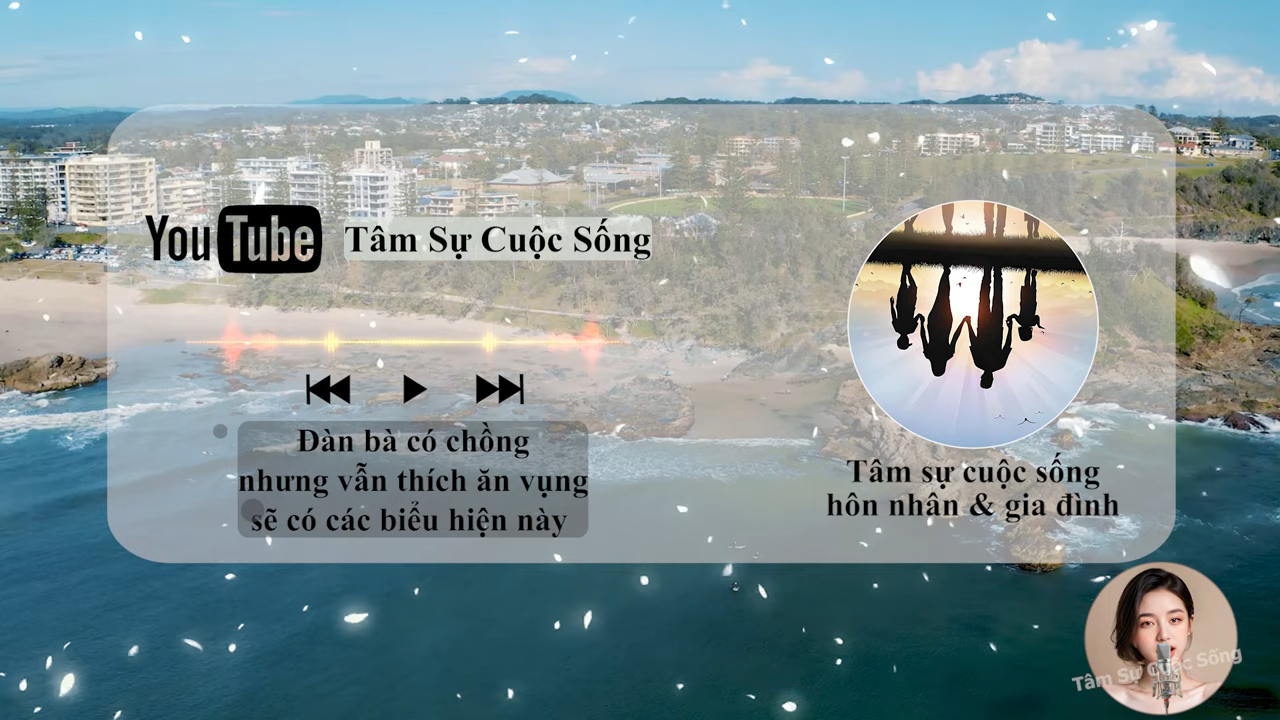 YouTube Tâm Sự Cuộc Sống
Đàn bà có chồng
nhưng vẫn thích ăn vụng
sẽ có các biểu hiện này
Tâm sự cuộc sống
hôn nhân & gia đình
Tâm Sự Cuộc Sống